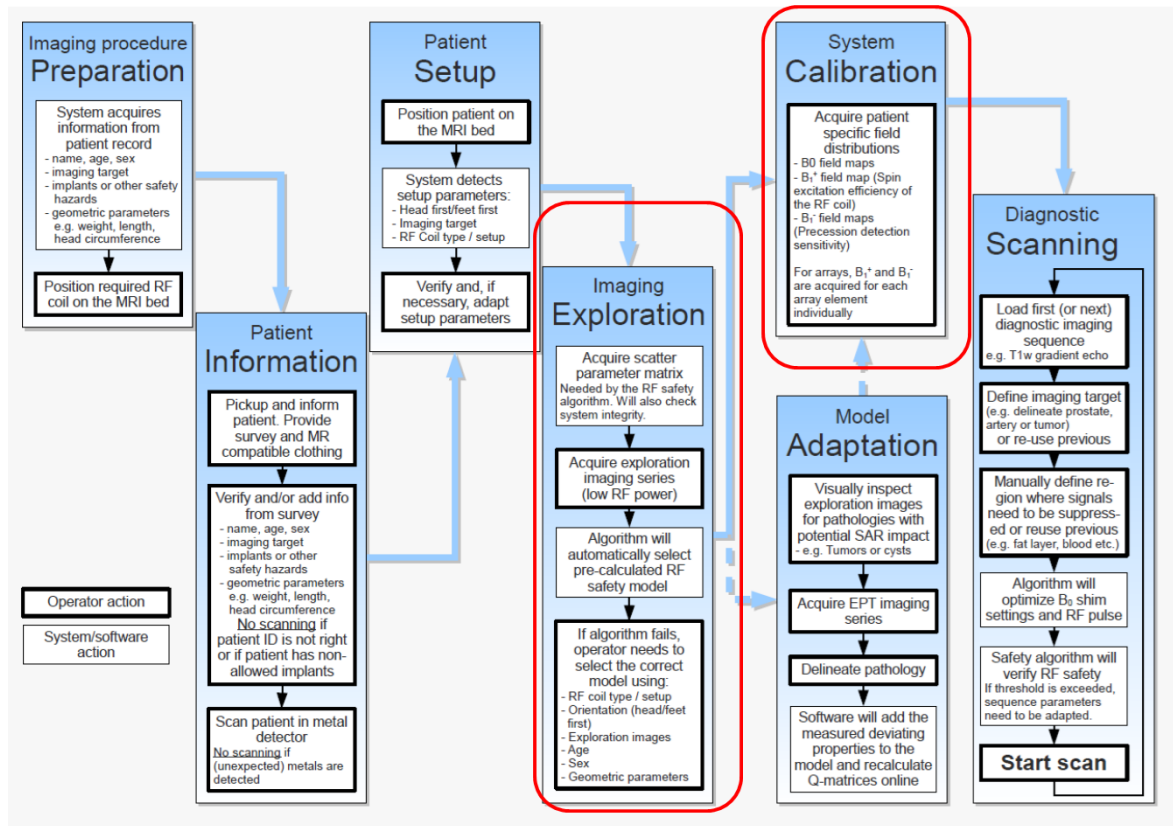 Imaging procedure
Preparation
System acquires
information from
patient record
- name, age, sex
- imaging target
- implants or other safety
hazards
- geometric parameters
e.g. weight, length,
head circumference
Position required RF
coil on the MRI bed
Patient
Information
Pickup and inform
patient. Provide
survey and MR
compatible clothing
Verify and/or add info
from survey
- name, age, sex
- imaging target
- implants or other
safety hazards
- geometric parameters
e.g. weight, length,
head circumference
No scanning if
patient ID is not right
or if patient has non-
allowed implants
Scan patient in metal
detector
No scanning if
(unexpected) metals are
detected
Patient
Setup
Position patient on
the MRI bed
System detects
setup parameters:
- Head first/feet first
- Imaging target
- RF Coil type / setup
Verify and, if
necessary, adapt
setup parameters
Imaging
Exploration
Acquire scatter
parameter matrix
Needed by the RF safety
algorithm. Will also check
system integrity.
Acquire exploration
imaging series
(low RF power)
Algorithm will
automatically select
pre-calculated RF
safety model
If algorithm fails,
operator needs to
select the correct
model using:
- RF coil type / setup
- Orientation (head/feet
first)
- Exploration images
- Age
- Sex
- Geometric parameters
System
Calibration
Acquire patient
specific field
distributions
- B0 field maps
- B₁⁺ field map (Spin
excitation efficiency of
the RF coil)
- B₁⁻ field maps
(Precession detection
sensitivity)
For arrays, B₁⁺ and B₁⁻
are acquired for each
array element
individually
Model
Adaptation
Visually inspect
exploration images
for pathologies with
potential SAR impact
- e.g. Tumors or cysts
Acquire EPT imaging
series
Delineate pathology
Software will add the
measured deviating
properties to the
model and recalculate
Q-matrices online
Diagnostic
Scanning
Load first (or next)
diagnostic imaging
sequence
e.g. T1w gradient echo
Define imaging target
(e.g. delineate prostate,
artery or tumor)
or re-use previous
Manually define re-
gion where signals
need to be suppress-
ed or reuse previous
(e.g. fat layer, blood etc.)
Algorithm will
optimize B₀ shim
settings and RF pulse
Safety algorithm will
verify RF safety
If threshold is exceeded,
sequence parameters
need to be adapted.
Start scan
Operator action
System/software
action